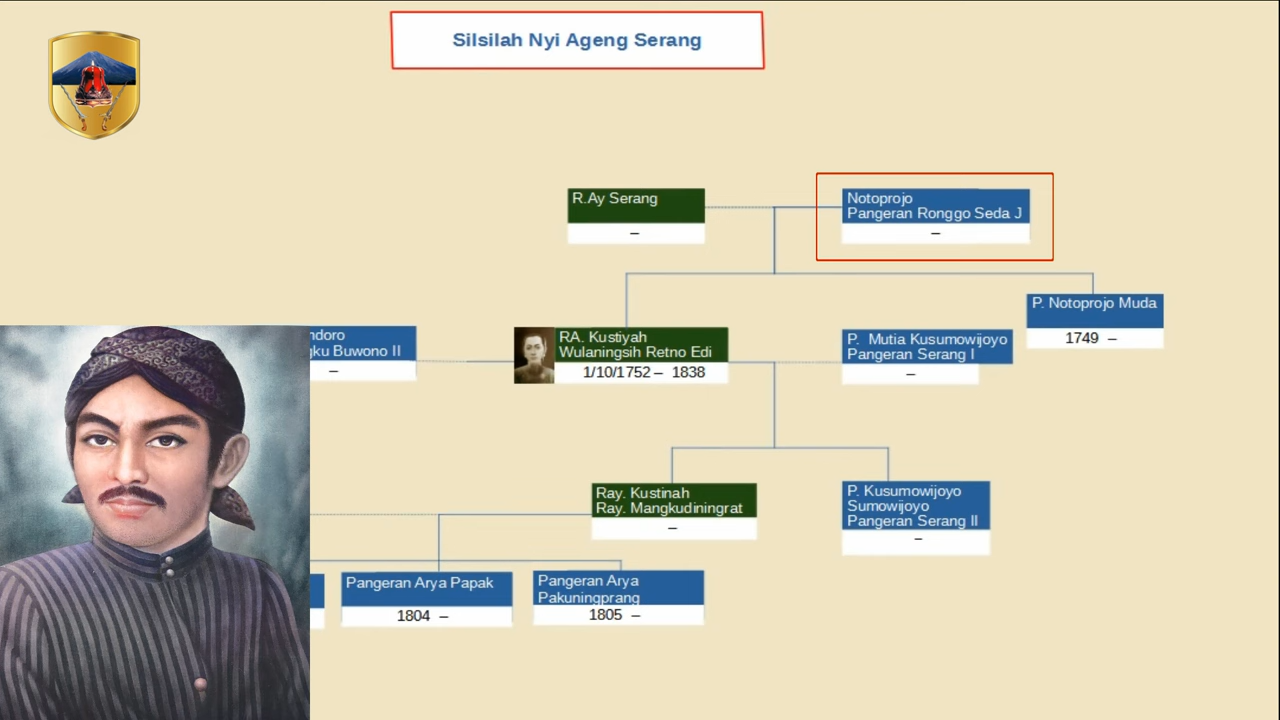 Silsilah Nyi Ageng Serang
R.Ay Serang
–
Notoprojo
Pangeran Ronggo Seda J
–
P. Notoprojo Muda
1749 –
ndoro
gku Buwono II
–
RA. Kustiyah
Wulaningsih Retno Edi
1/10/1752 – 1838
P. Mutia Kusumowijoyo
Pangeran Serang I
–
Ray. Kustinah
Ray. Mangkudiningrat
–
P. Kusumowijoyo
Sumowijoyo
Pangeran Serang II
–
Pangeran Arya Papak
1804 –
Pangeran Arya
Pakuningprang
1805 –